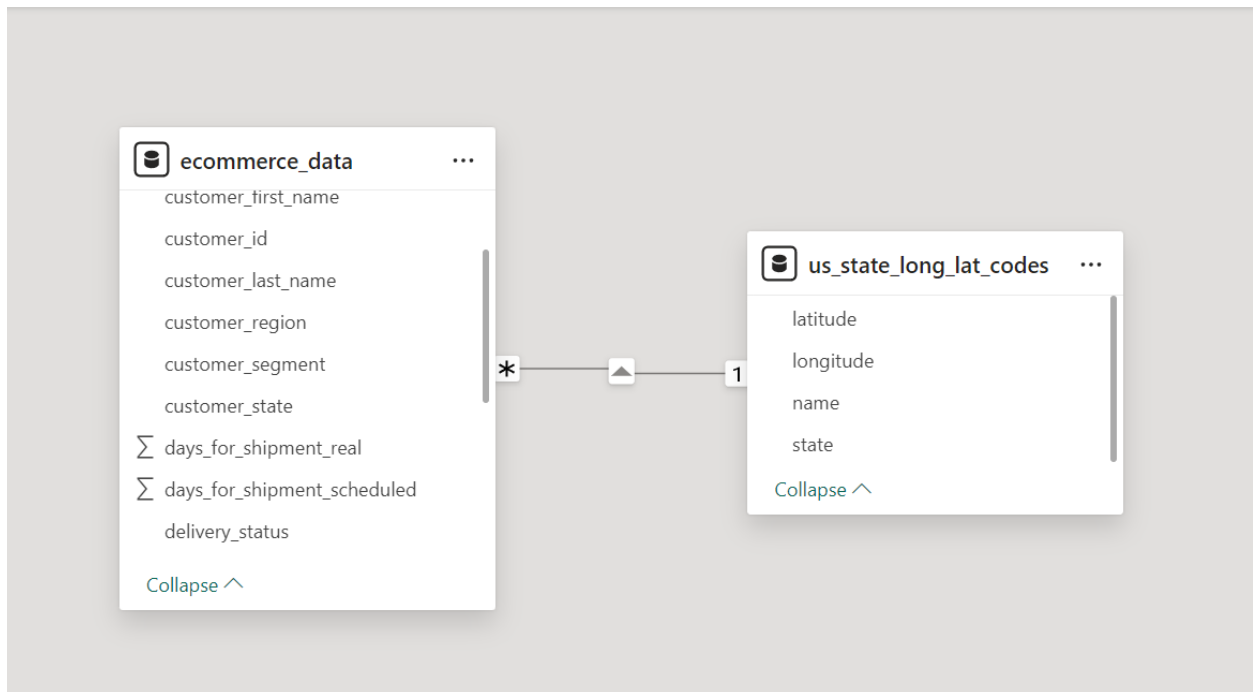 ecommerce_data ...
customer_first_name
customer_id
customer_last_name
customer_region
customer_segment
customer_state
∑ days_for_shipment_real
∑ days_for_shipment_scheduled
delivery_status
Collapse
* 1
us_state_long_lat_codes ...
latitude
longitude
name
state
Collapse